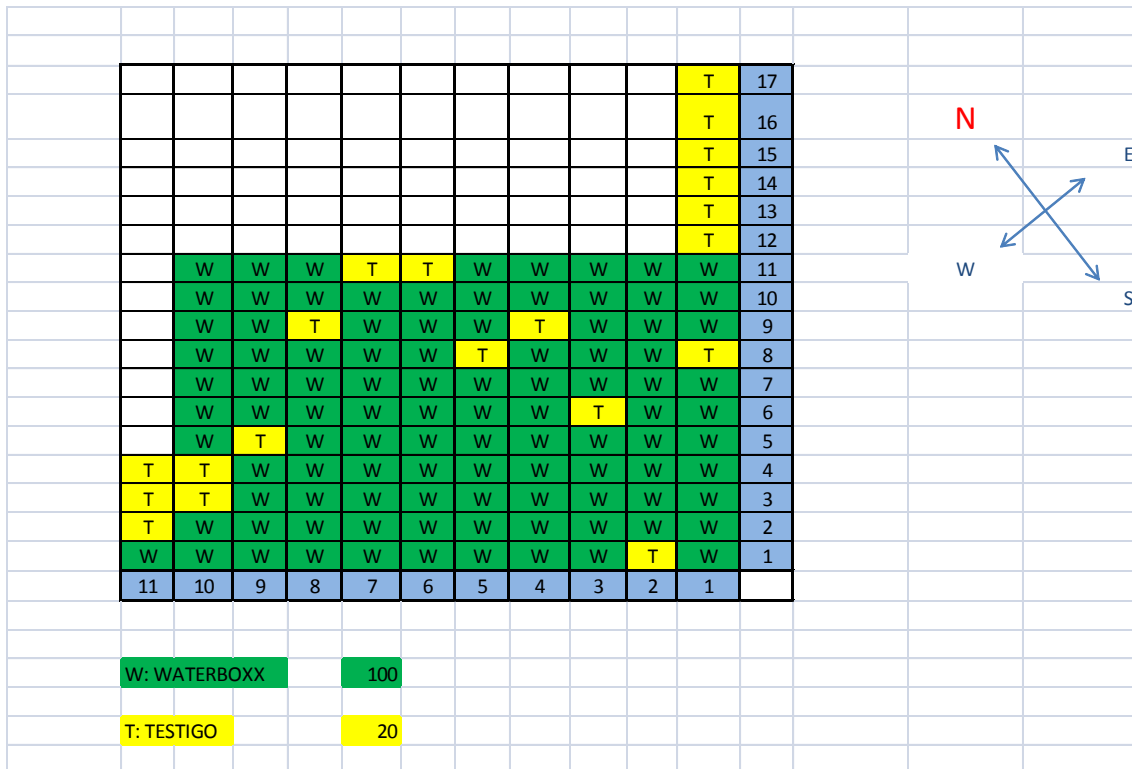 T 17
T 16
N
T 15
E
T 14
T 13
T 12
W W W T T W W W W W 11
W
W W W W W W W W W W 10
S
W W T W W W T W W W 9
W W W W W T W W W T 8
W W W W W W W W W W 7
W W W W W W W T W W 6
W T W W W W W W W W 5
T T W W W W W W W W W 4
T T W W W W W W W W W 3
T W W W W W W W W W W 2
W W W W W W W W W T W 1
11 10 9 8 7 6 5 4 3 2 1
W: WATERBOXX 100
T: TESTIGO 20